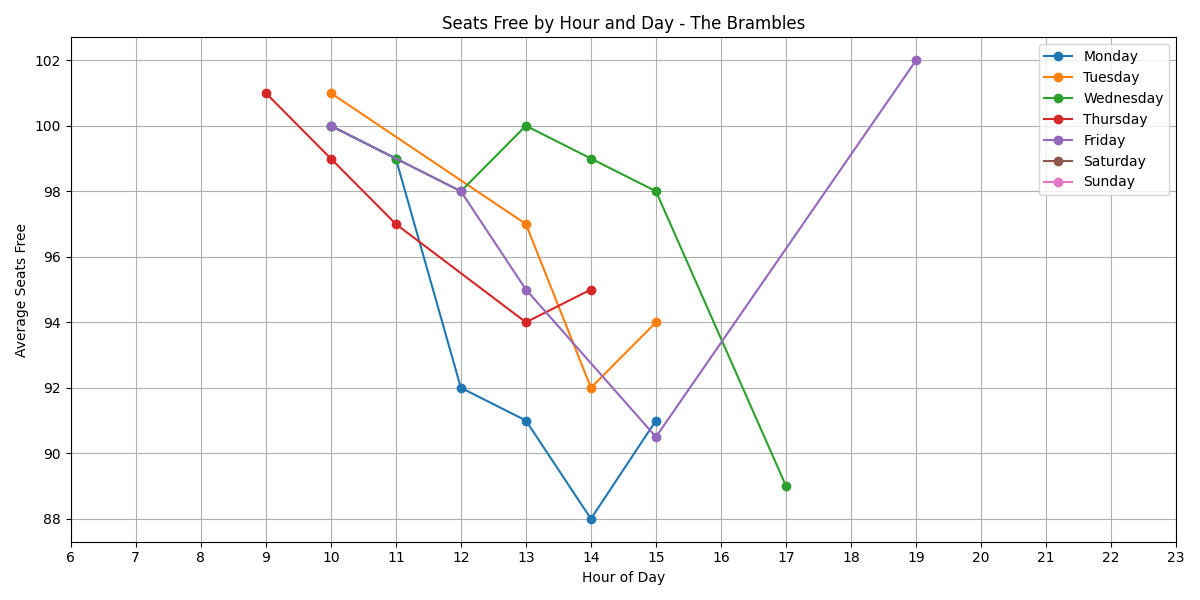 Seats Free by Hour and Day - The Brambles
Average Seats Free
102
100
98
96
94
92
90
88
Monday
Tuesday
Wednesday
Thursday
Friday
Saturday
Sunday
6 7 8 9 10 11 12 13 14 15 16 17 18 19 20 21 22 23
Hour of Day